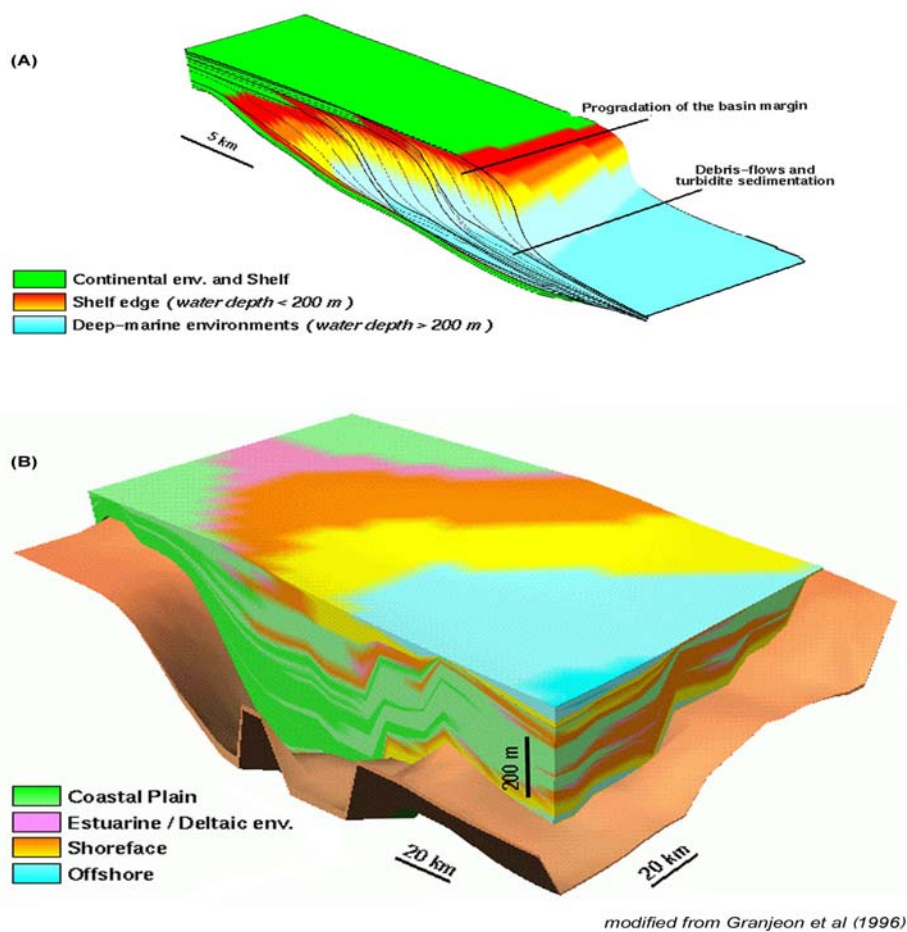 (A)
Progradation of the basin margin
5 km
Debris-flows and
turbidite sedimentation
Continental env. and Shelf
Shelf edge (water depth < 200 m)
Deep-marine environments (water depth > 200 m)
(B)
200 m
Coastal Plain
Estuarine / Deltaic env.
Shoreface
Offshore
20 km
20 km
modified from Granjeon et al (1996)